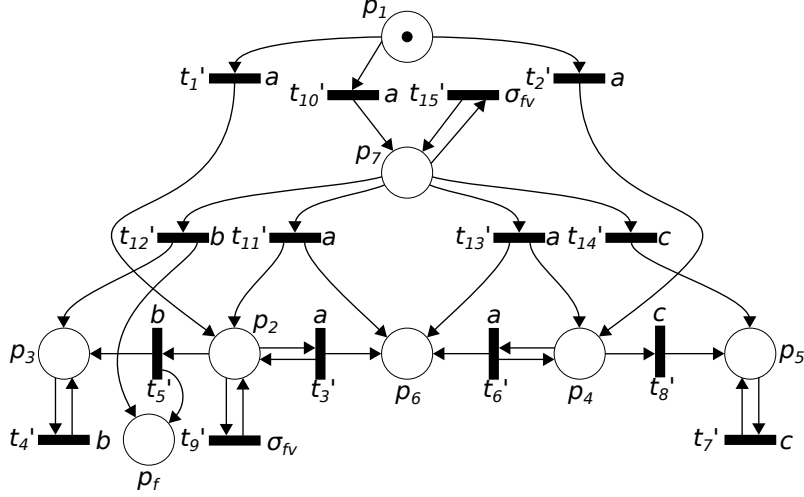 p1
t1' a t10' a t15' σfv t2' a
p7
t12' b t11' a t13' a t14' c
b p2 a a c
p3 p6 p4 p5
t5' t3' t6' t8'
t4' b t9' σfv t7' c
pf